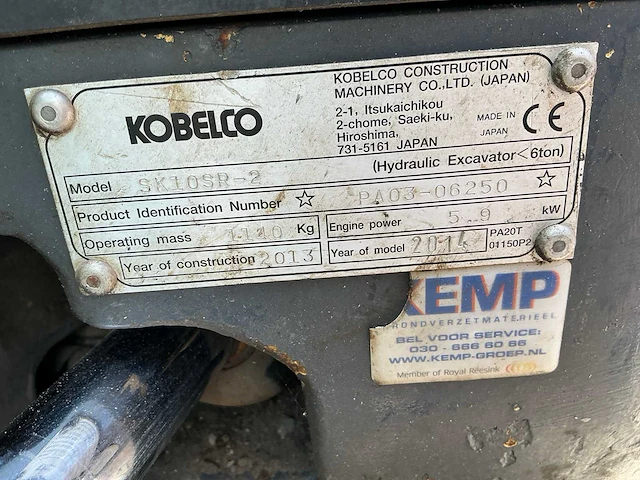 KOBELCO
KOBELCO CONSTRUCTION
MACHINERY CO.,LTD. (JAPAN)
2-1, Itsukaichikou
2-chome, Saeki-ku,
Hiroshima,
731-5161 JAPAN
MADE IN
JAPAN
CE
(Hydraulic Excavator<6ton)
Model SK10SR-2
Product Identification Number ☆ PA03-06250 ☆
Operating mass 1140 Kg
Engine power 5.9 kW
Year of construction 2013
Year of model 2014
PA20T
01150P2
KEMP
RONDVERZETMATERIEEL
BEL VOOR SERVICE:
030 - 666 60 66
WWW.KEMP-GROEP.NL
Member of Royal Reesink